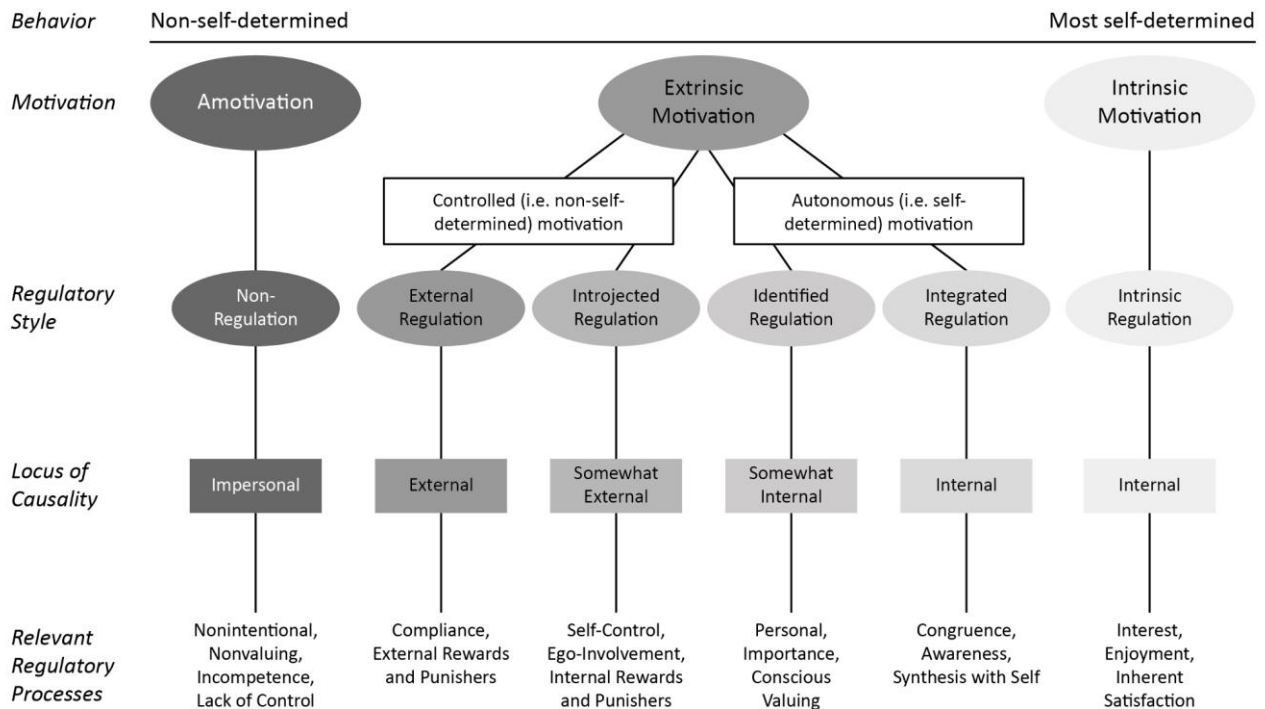 Behavior
Non-self-determined
Most self-determined
Motivation
Amotivation
Extrinsic
Motivation
Intrinsic
Motivation
Controlled (i.e. non-self-
determined) motivation
Autonomous (i.e. self-
determined) motivation
Regulatory
Style
Non-
Regulation
External
Regulation
Introjected
Regulation
Identified
Regulation
Integrated
Regulation
Intrinsic
Regulation
Locus of
Causality
Impersonal
External
Somewhat
External
Somewhat
Internal
Internal
Internal
Relevant
Regulatory
Processes
Nonintentional,
Nonvaluing,
Incompetence,
Lack of Control
Compliance,
External Rewards
and Punishers
Self-Control,
Ego-Involvement,
Internal Rewards
and Punishers
Personal,
Importance,
Conscious
Valuing
Congruence,
Awareness,
Synthesis with Self
Interest,
Enjoyment,
Inherent
Satisfaction